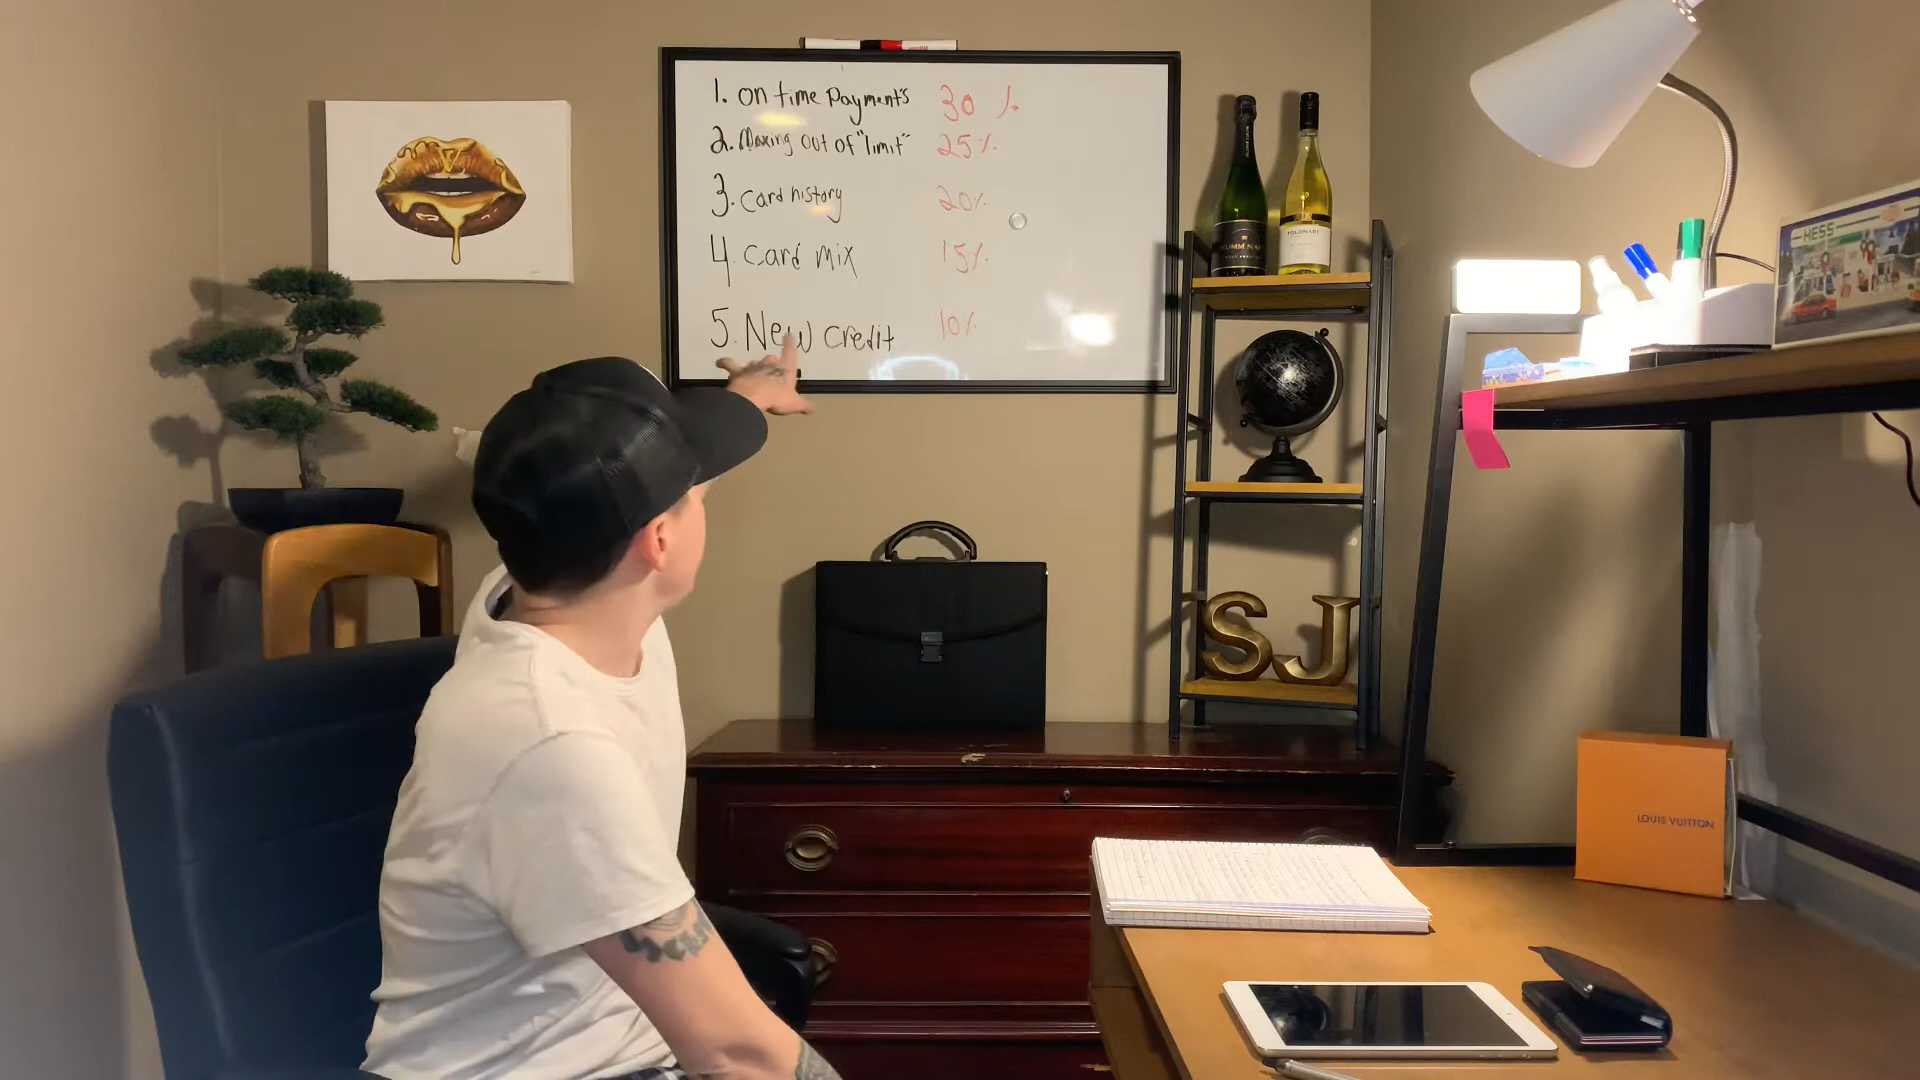 1. on time Payments 30 %
2. Maxing out of "limit" 25%
3. Card history 20%
4. Card mix 15%
5. New Credit 10%
HESS
SJ
LOUIS VUITTON